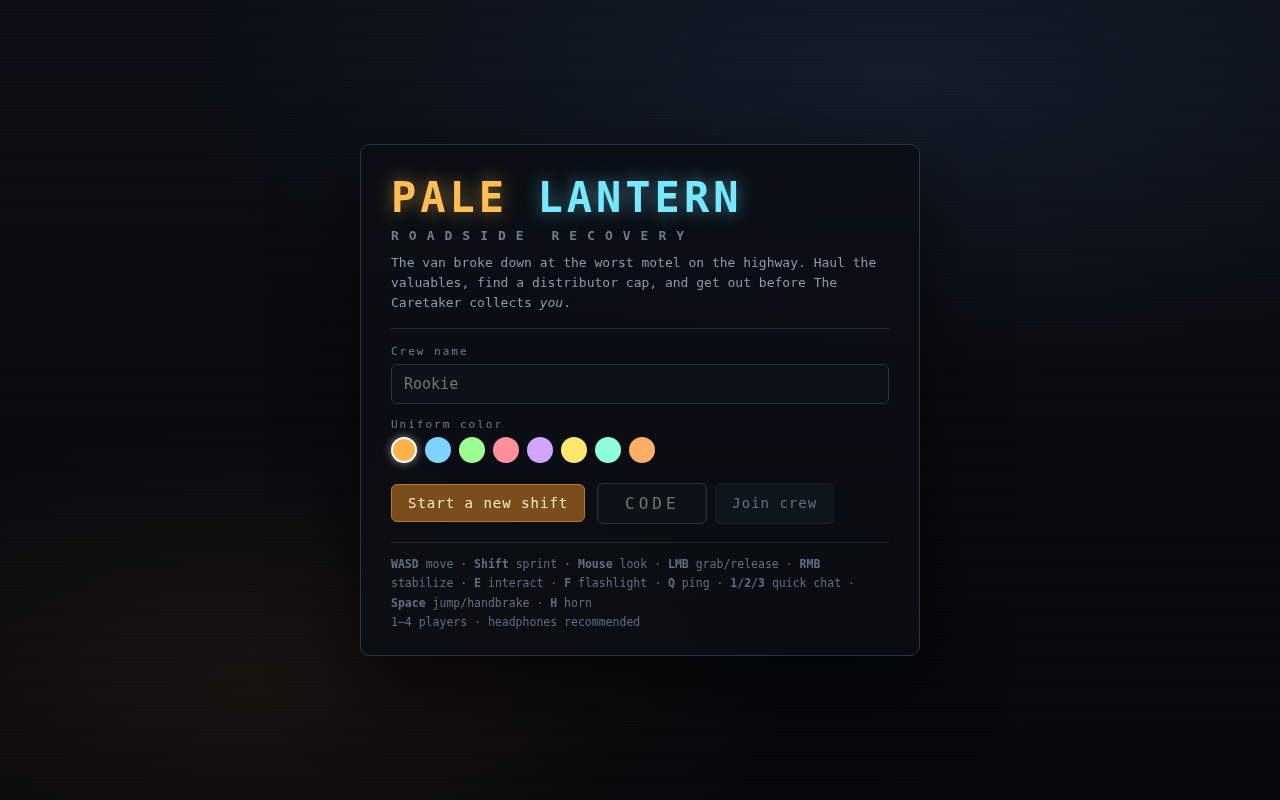 PALE LANTERN
ROADSIDE RECOVERY
The van broke down at the worst motel on the highway. Haul the
valuables, find a distributor cap, and get out before The
Caretaker collects you.
Crew name
Rookie
Uniform color
Start a new shift CODE Join crew
WASD move · Shift sprint · Mouse look · LMB grab/release · RMB
stabilize · E interact · F flashlight · Q ping · 1/2/3 quick chat ·
Space jump/handbrake · H horn
1–4 players · headphones recommended